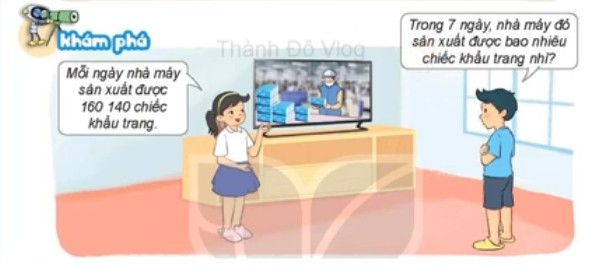 khám phá
Thành Đô Vlog
Mỗi ngày nhà máy
sản xuất được
160 140 chiếc
khẩu trang.
Trong 7 ngày, nhà máy đó
sản xuất được bao nhiêu
chiếc khẩu trang nhỉ?